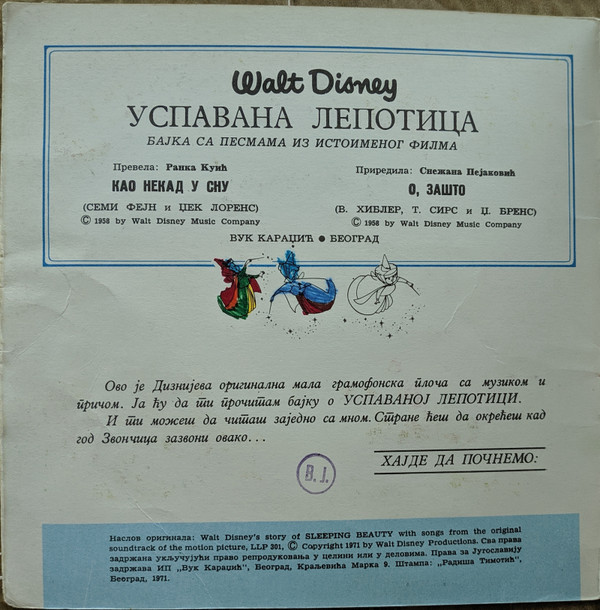 Walt Disney
УСПАВАНА ЛЕПОТИЦА
БАЈКА СА ПЕСМАМА ИЗ ИСТОИМЕНОГ ФИЛМА
Превела: Ранка Куић
КАО НЕКАД У СНУ
(СЕМИ ФЕЈН и ЏЕК ЛОРЕНС)
© 1958 by Walt Disney Music Company
Приредила: Снежана Пејаковић
О, ЗАШТО
(В. ХИБЛЕР, Т. СИРС и Џ. БРЕНС)
© 1958 by Walt Disney Music Company
ВУК КАРАЏИЋ ● БЕОГРАД
Ово је Дизнијева оригинална мала грамофонска плоча са музиком и
причом. Ја ћу да ти прочитам бајку о УСПАВАНОЈ ЛЕПОТИЦИ.
И ти можеш да читаш заједно са мном. Стране ћеш да окрећеш кад
год Звончица зазвони овако...
ХАЈДЕ ДА ПОЧНЕМО:
В. Ј.
Наслов оригинала: Walt Disney's story of SLEEPING BEAUTY with songs from the original
soundtrack of the motion picture, LLP 301, © Copyright 1971 by Walt Disney Productions. Сва права
задржана укључујући право репродуковања у целини или у деловима. Права за Југославију
задржава ИП „Вук Караџић", Београд, Краљевића Марка 9. Штампа: „Радиша Тимотић",
Београд, 1971.